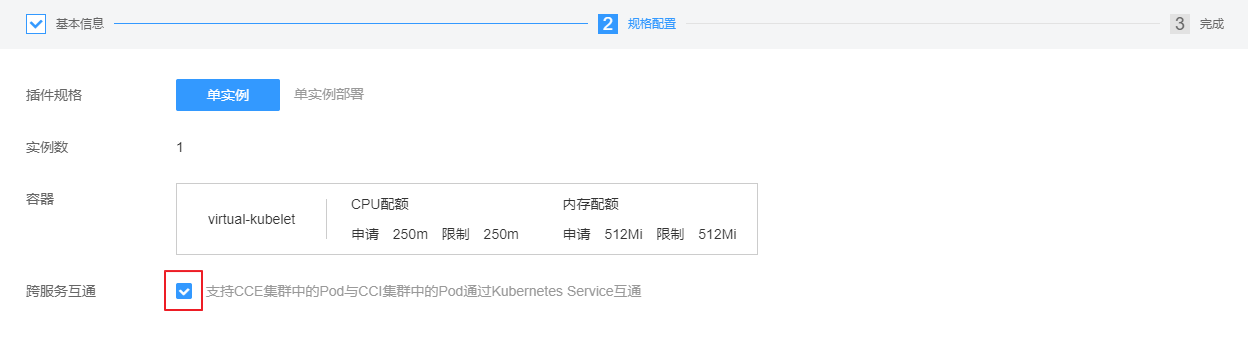 基本信息 2 规格配置 3 完成
插件规格 单实例 单实例部署
实例数 1
容器 virtual-kubelet CPU配额 内存配额
申请 250m 限制 250m 申请 512Mi 限制 512Mi
跨服务互通 支持CCE集群中的Pod与CCI集群中的Pod通过Kubernetes Service互通